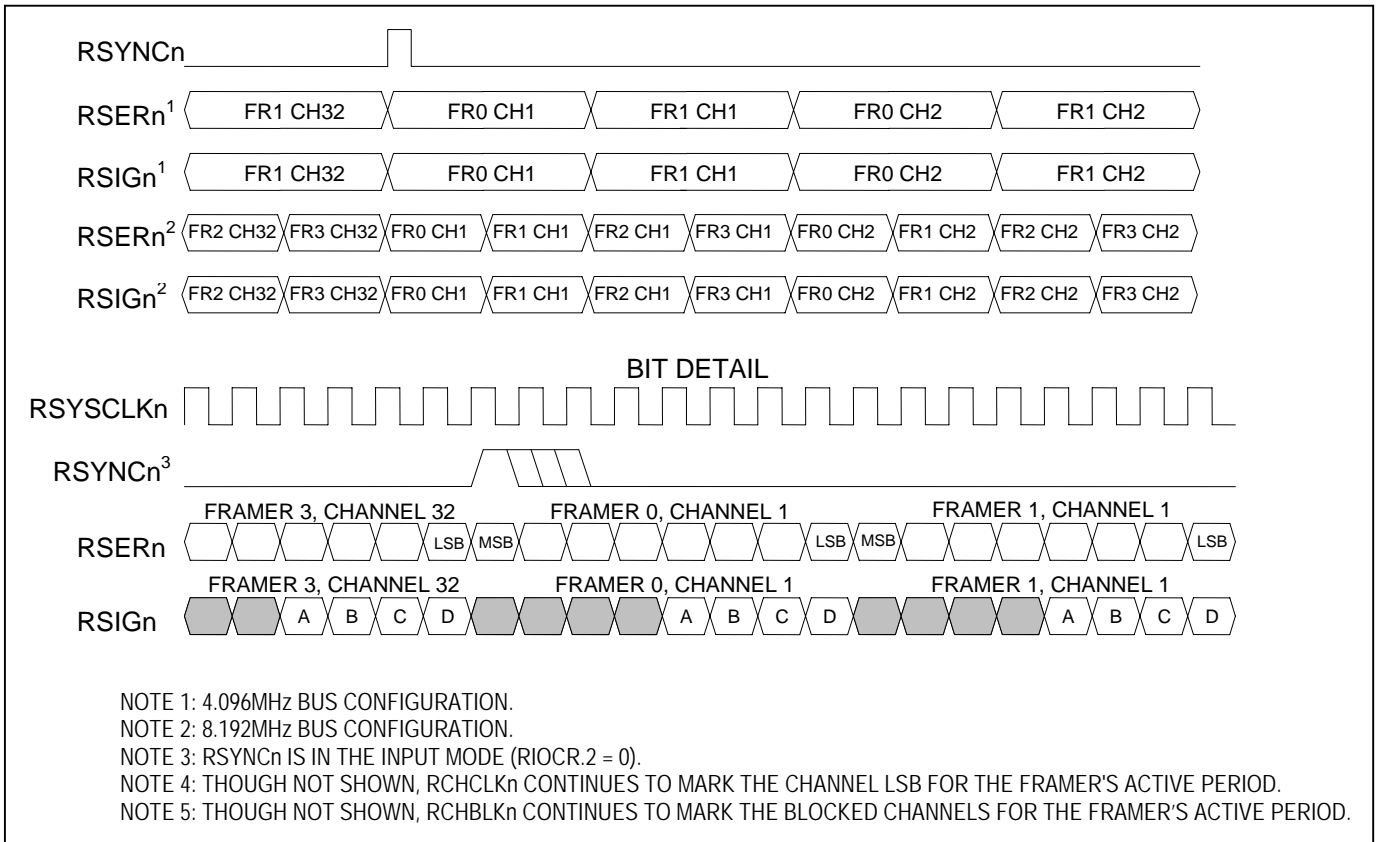 RSYNCn
RSERn1 FR1 CH32 FR0 CH1 FR1 CH1 FR0 CH2 FR1 CH2
RSIGn1 FR1 CH32 FR0 CH1 FR1 CH1 FR0 CH2 FR1 CH2
RSERn2 FR2 CH32 FR3 CH32 FR0 CH1 FR1 CH1 FR2 CH1 FR3 CH1 FR0 CH2 FR1 CH2 FR2 CH2 FR3 CH2
RSIGn2 FR2 CH32 FR3 CH32 FR0 CH1 FR1 CH1 FR2 CH1 FR3 CH1 FR0 CH2 FR1 CH2 FR2 CH2 FR3 CH2
BIT DETAIL
RSYSCLKn
RSYNCn3
FRAMER 3, CHANNEL 32 FRAMER 0, CHANNEL 1 FRAMER 1, CHANNEL 1
RSERn LSB MSB LSB MSB LSB
FRAMER 3, CHANNEL 32 FRAMER 0, CHANNEL 1 FRAMER 1, CHANNEL 1
RSIGn A B C D A B C D A B C D
NOTE 1: 4.096MHz BUS CONFIGURATION.
NOTE 2: 8.192MHz BUS CONFIGURATION.
NOTE 3: RSYNCn IS IN THE INPUT MODE (RIOCR.2 = 0).
NOTE 4: THOUGH NOT SHOWN, RCHCLKn CONTINUES TO MARK THE CHANNEL LSB FOR THE FRAMER'S ACTIVE PERIOD.
NOTE 5: THOUGH NOT SHOWN, RCHBLKn CONTINUES TO MARK THE BLOCKED CHANNELS FOR THE FRAMER'S ACTIVE PERIOD.